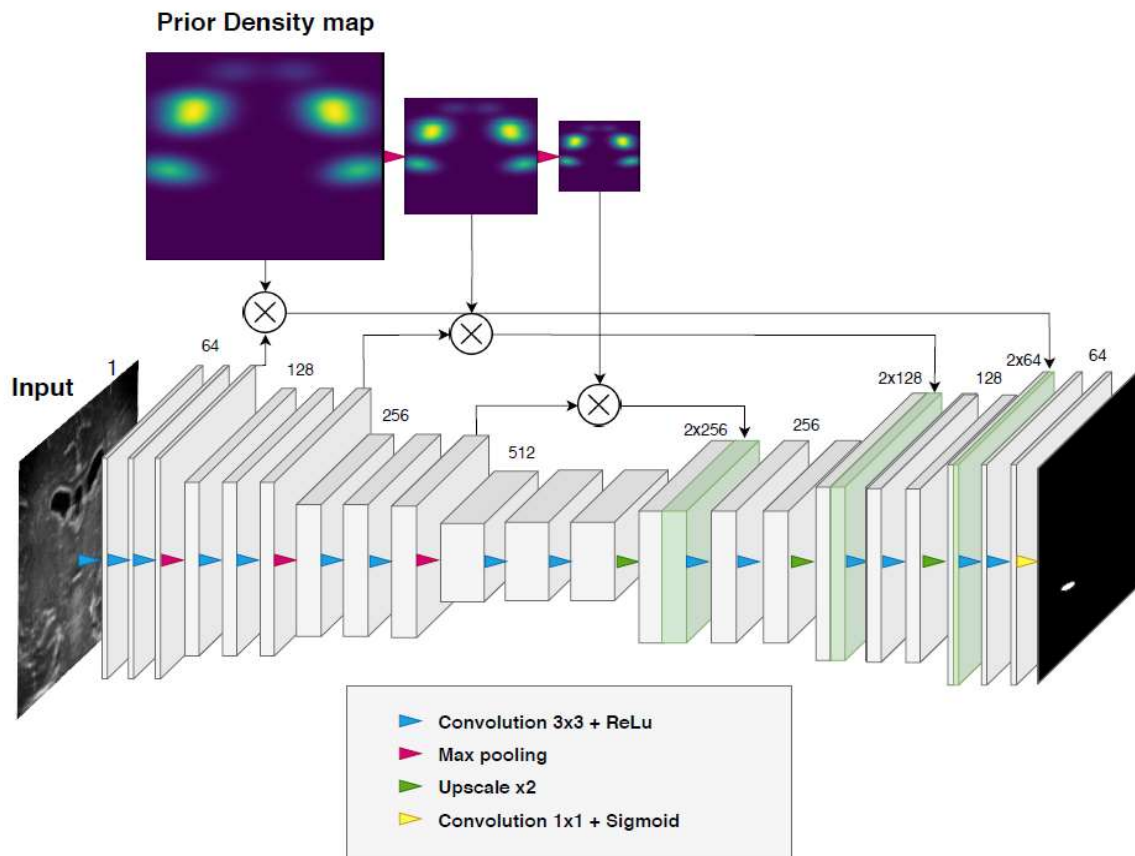 Prior Density map
Input
1
64
128
256
512
2x256
256
2x128
128
2x64
64
Convolution 3x3 + ReLu
Max pooling
Upscale x2
Convolution 1x1 + Sigmoid